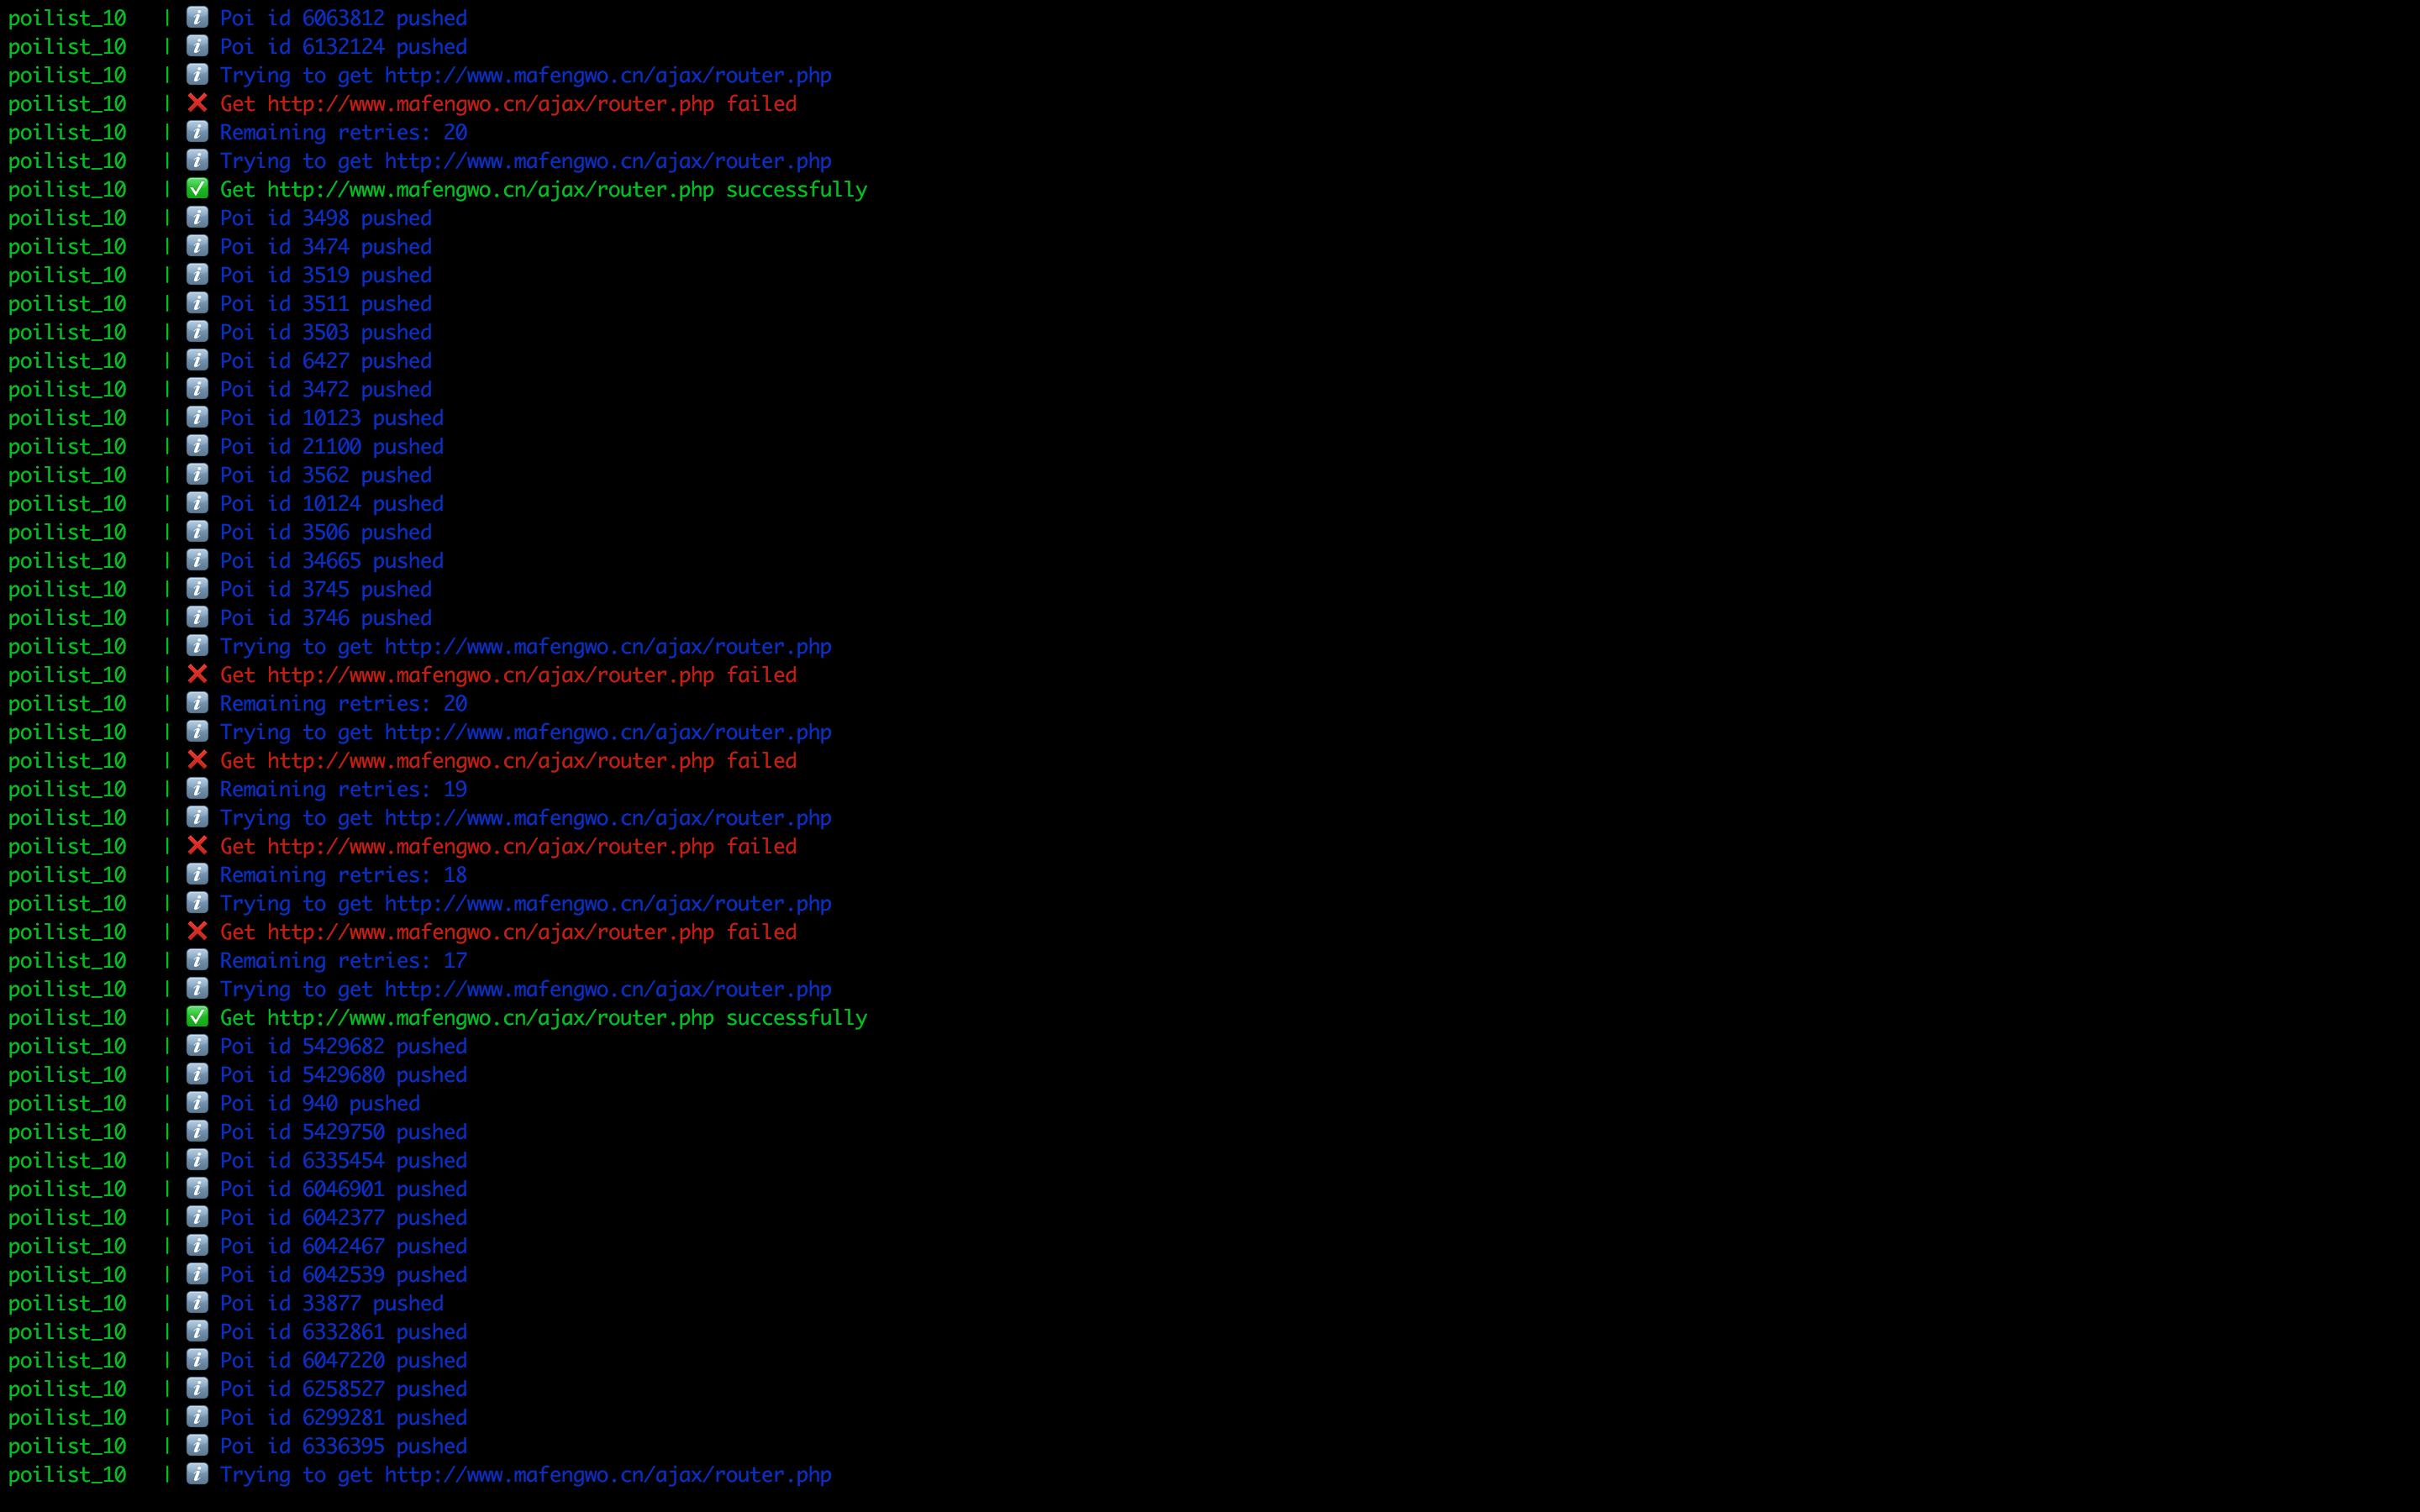 poilist_10 | ℹ️ Poi id 6063812 pushed
poilist_10 | ℹ️ Poi id 6132124 pushed
poilist_10 | ℹ️ Trying to get http://www.mafengwo.cn/ajax/router.php
poilist_10 | ❌ Get http://www.mafengwo.cn/ajax/router.php failed
poilist_10 | ℹ️ Remaining retries: 20
poilist_10 | ℹ️ Trying to get http://www.mafengwo.cn/ajax/router.php
poilist_10 | ✅ Get http://www.mafengwo.cn/ajax/router.php successfully
poilist_10 | ℹ️ Poi id 3498 pushed
poilist_10 | ℹ️ Poi id 3474 pushed
poilist_10 | ℹ️ Poi id 3519 pushed
poilist_10 | ℹ️ Poi id 3511 pushed
poilist_10 | ℹ️ Poi id 3503 pushed
poilist_10 | ℹ️ Poi id 6427 pushed
poilist_10 | ℹ️ Poi id 3472 pushed
poilist_10 | ℹ️ Poi id 10123 pushed
poilist_10 | ℹ️ Poi id 21100 pushed
poilist_10 | ℹ️ Poi id 3562 pushed
poilist_10 | ℹ️ Poi id 10124 pushed
poilist_10 | ℹ️ Poi id 3506 pushed
poilist_10 | ℹ️ Poi id 34665 pushed
poilist_10 | ℹ️ Poi id 3745 pushed
poilist_10 | ℹ️ Poi id 3746 pushed
poilist_10 | ℹ️ Trying to get http://www.mafengwo.cn/ajax/router.php
poilist_10 | ❌ Get http://www.mafengwo.cn/ajax/router.php failed
poilist_10 | ℹ️ Remaining retries: 20
poilist_10 | ℹ️ Trying to get http://www.mafengwo.cn/ajax/router.php
poilist_10 | ❌ Get http://www.mafengwo.cn/ajax/router.php failed
poilist_10 | ℹ️ Remaining retries: 19
poilist_10 | ℹ️ Trying to get http://www.mafengwo.cn/ajax/router.php
poilist_10 | ❌ Get http://www.mafengwo.cn/ajax/router.php failed
poilist_10 | ℹ️ Remaining retries: 18
poilist_10 | ℹ️ Trying to get http://www.mafengwo.cn/ajax/router.php
poilist_10 | ❌ Get http://www.mafengwo.cn/ajax/router.php failed
poilist_10 | ℹ️ Remaining retries: 17
poilist_10 | ℹ️ Trying to get http://www.mafengwo.cn/ajax/router.php
poilist_10 | ✅ Get http://www.mafengwo.cn/ajax/router.php successfully
poilist_10 | ℹ️ Poi id 5429682 pushed
poilist_10 | ℹ️ Poi id 5429680 pushed
poilist_10 | ℹ️ Poi id 940 pushed
poilist_10 | ℹ️ Poi id 5429750 pushed
poilist_10 | ℹ️ Poi id 6335454 pushed
poilist_10 | ℹ️ Poi id 6046901 pushed
poilist_10 | ℹ️ Poi id 6042377 pushed
poilist_10 | ℹ️ Poi id 6042467 pushed
poilist_10 | ℹ️ Poi id 6042539 pushed
poilist_10 | ℹ️ Poi id 33877 pushed
poilist_10 | ℹ️ Poi id 6332861 pushed
poilist_10 | ℹ️ Poi id 6047220 pushed
poilist_10 | ℹ️ Poi id 6258527 pushed
poilist_10 | ℹ️ Poi id 6299281 pushed
poilist_10 | ℹ️ Poi id 6336395 pushed
poilist_10 | ℹ️ Trying to get http://www.mafengwo.cn/ajax/router.php